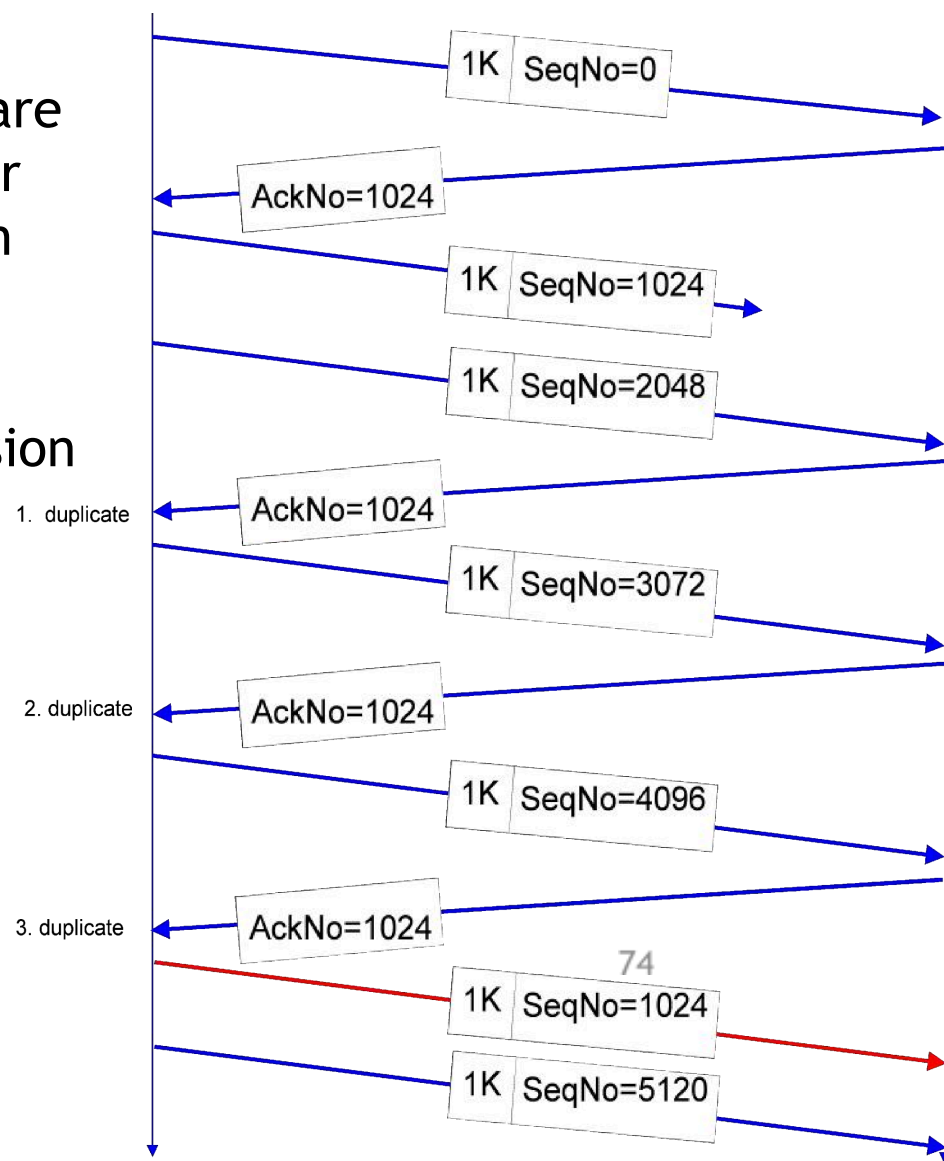 1K SeqNo=0
are
r
AckNo=1024
n
1K SeqNo=1024
1K SeqNo=2048
sion
AckNo=1024
1. duplicate
1K SeqNo=3072
AckNo=1024
2. duplicate
1K SeqNo=4096
AckNo=1024
3. duplicate
74
1K SeqNo=1024
1K SeqNo=5120